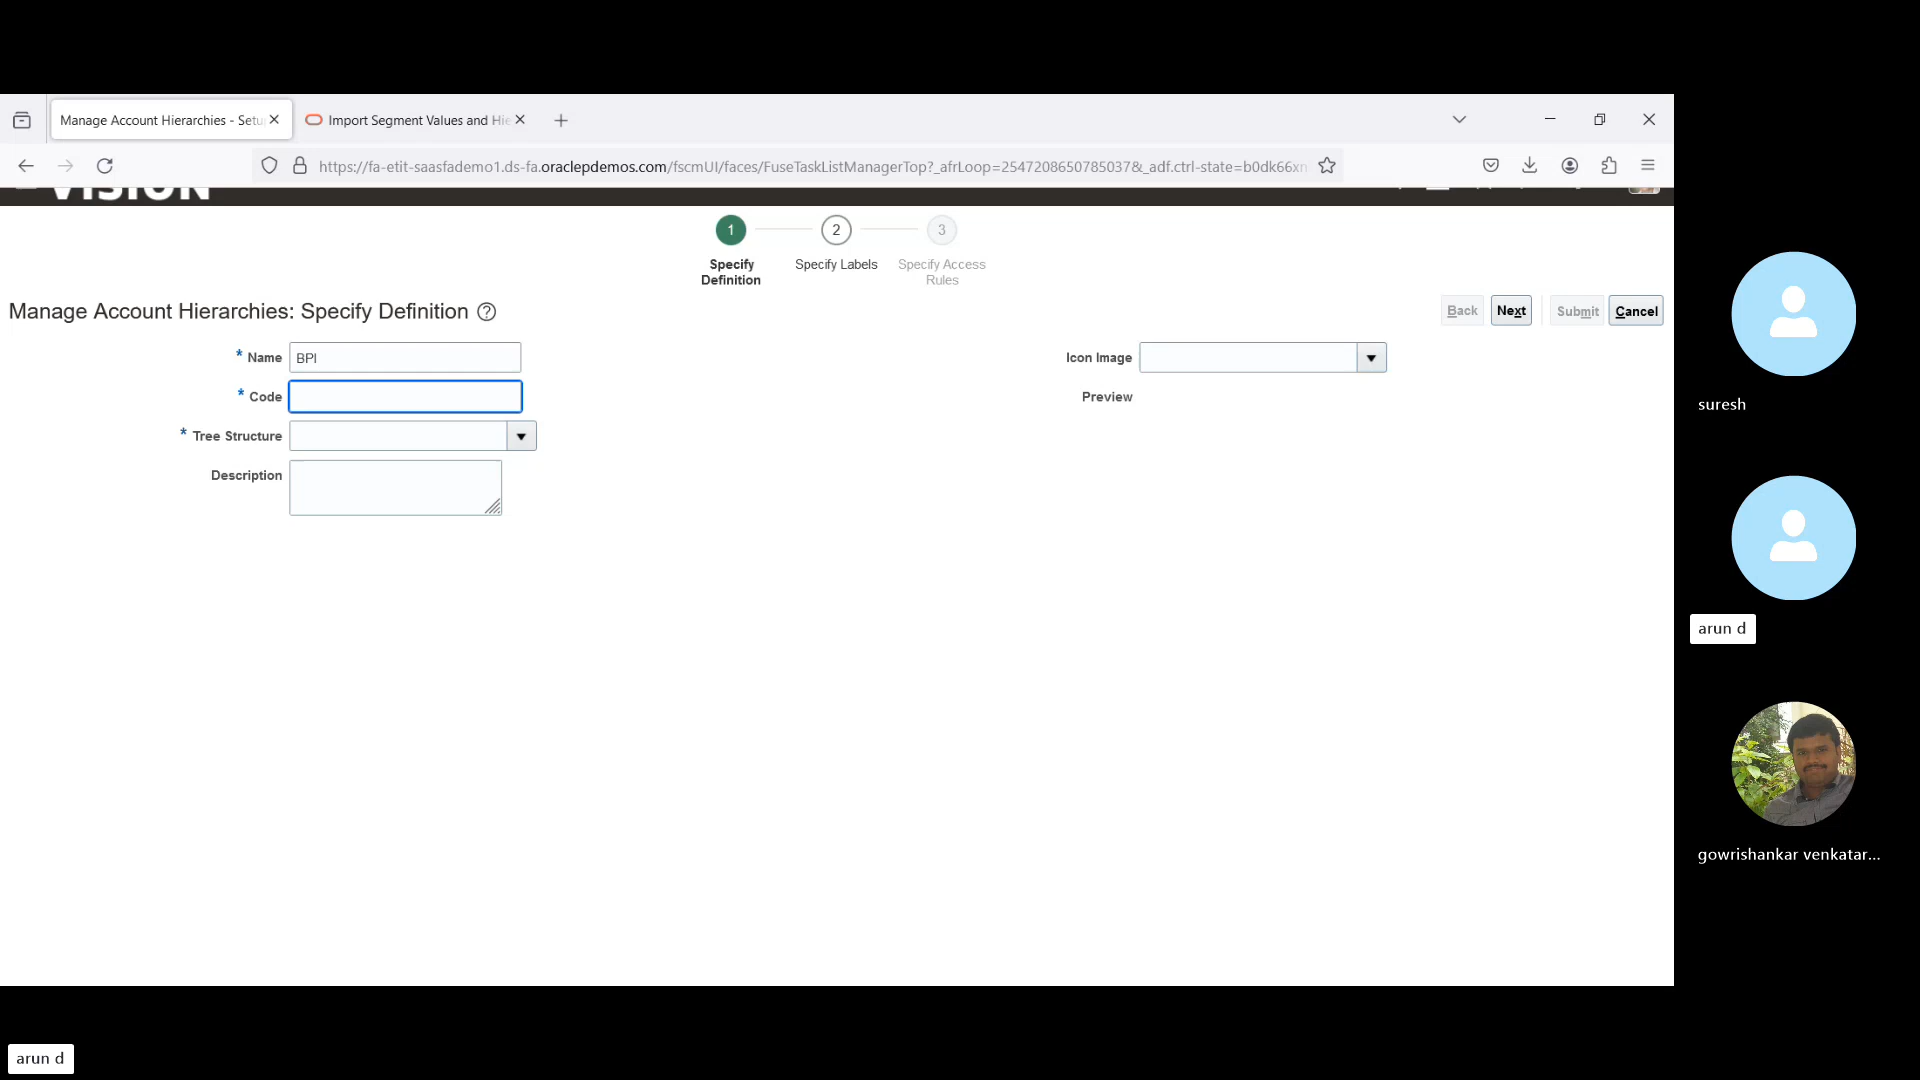 Manage Account Hierarchies - Setu
Import Segment Values and Hie
https://fa-etit-saasfademo1.ds-fa.oraclepdemos.com/fscmUI/faces/FuseTaskListManagerTop?_afrLoop=2547208650785037&_adf.ctrl-state=b0dk66xn
VISION
1
2
3
Specify Definition
Specify Labels
Specify Access Rules
Manage Account Hierarchies: Specify Definition ?
Back
Next
Submit
Cancel
* Name BPI
Icon Image
* Code
Preview
* Tree Structure
Description
suresh
arun d
gowrishankar venkatar...
arun d